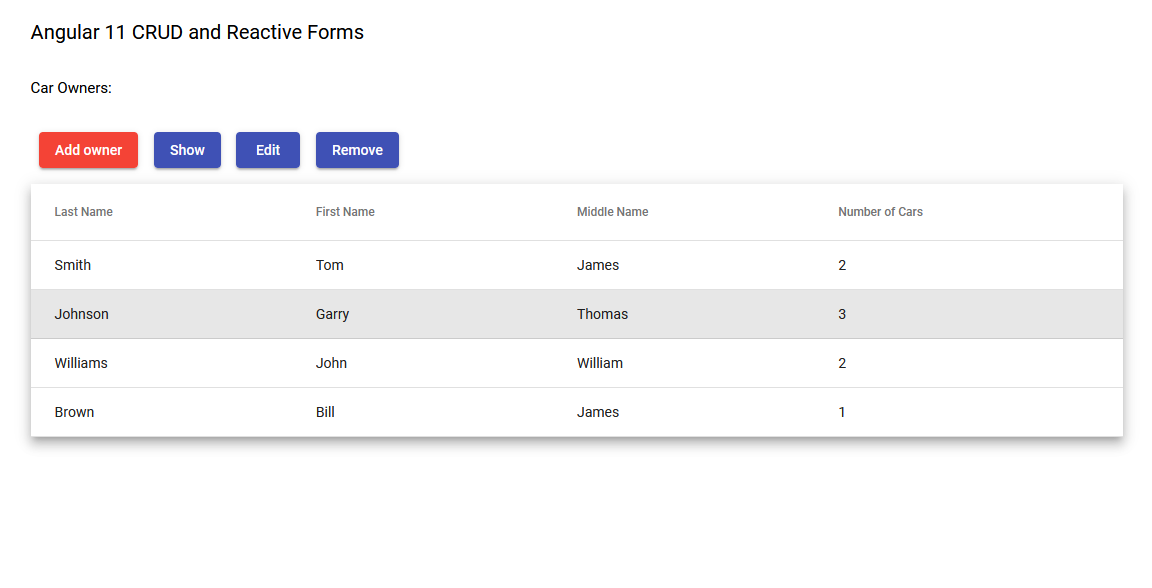 Angular 11 CRUD and Reactive Forms
Car Owners:
Add owner Show Edit Remove
Last Name First Name Middle Name Number of Cars
Smith Tom James 2
Johnson Garry Thomas 3
Williams John William 2
Brown Bill James 1